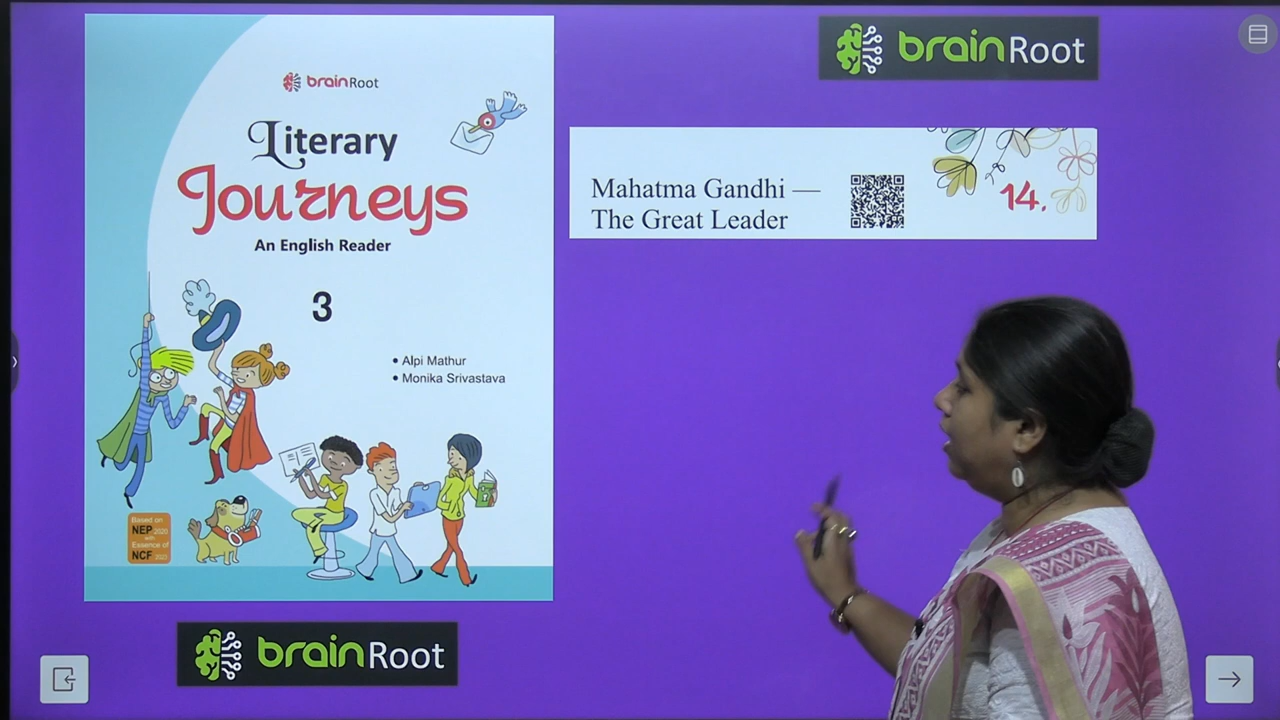 brainRoot
Literary
Journeys
An English Reader
3
• Alpi Mathur
• Monika Srivastava
Based on
NEP 2020
with
Essence of
NCF 2023
brainRoot
brainRoot
Mahatma Gandhi —
The Great Leader
14.